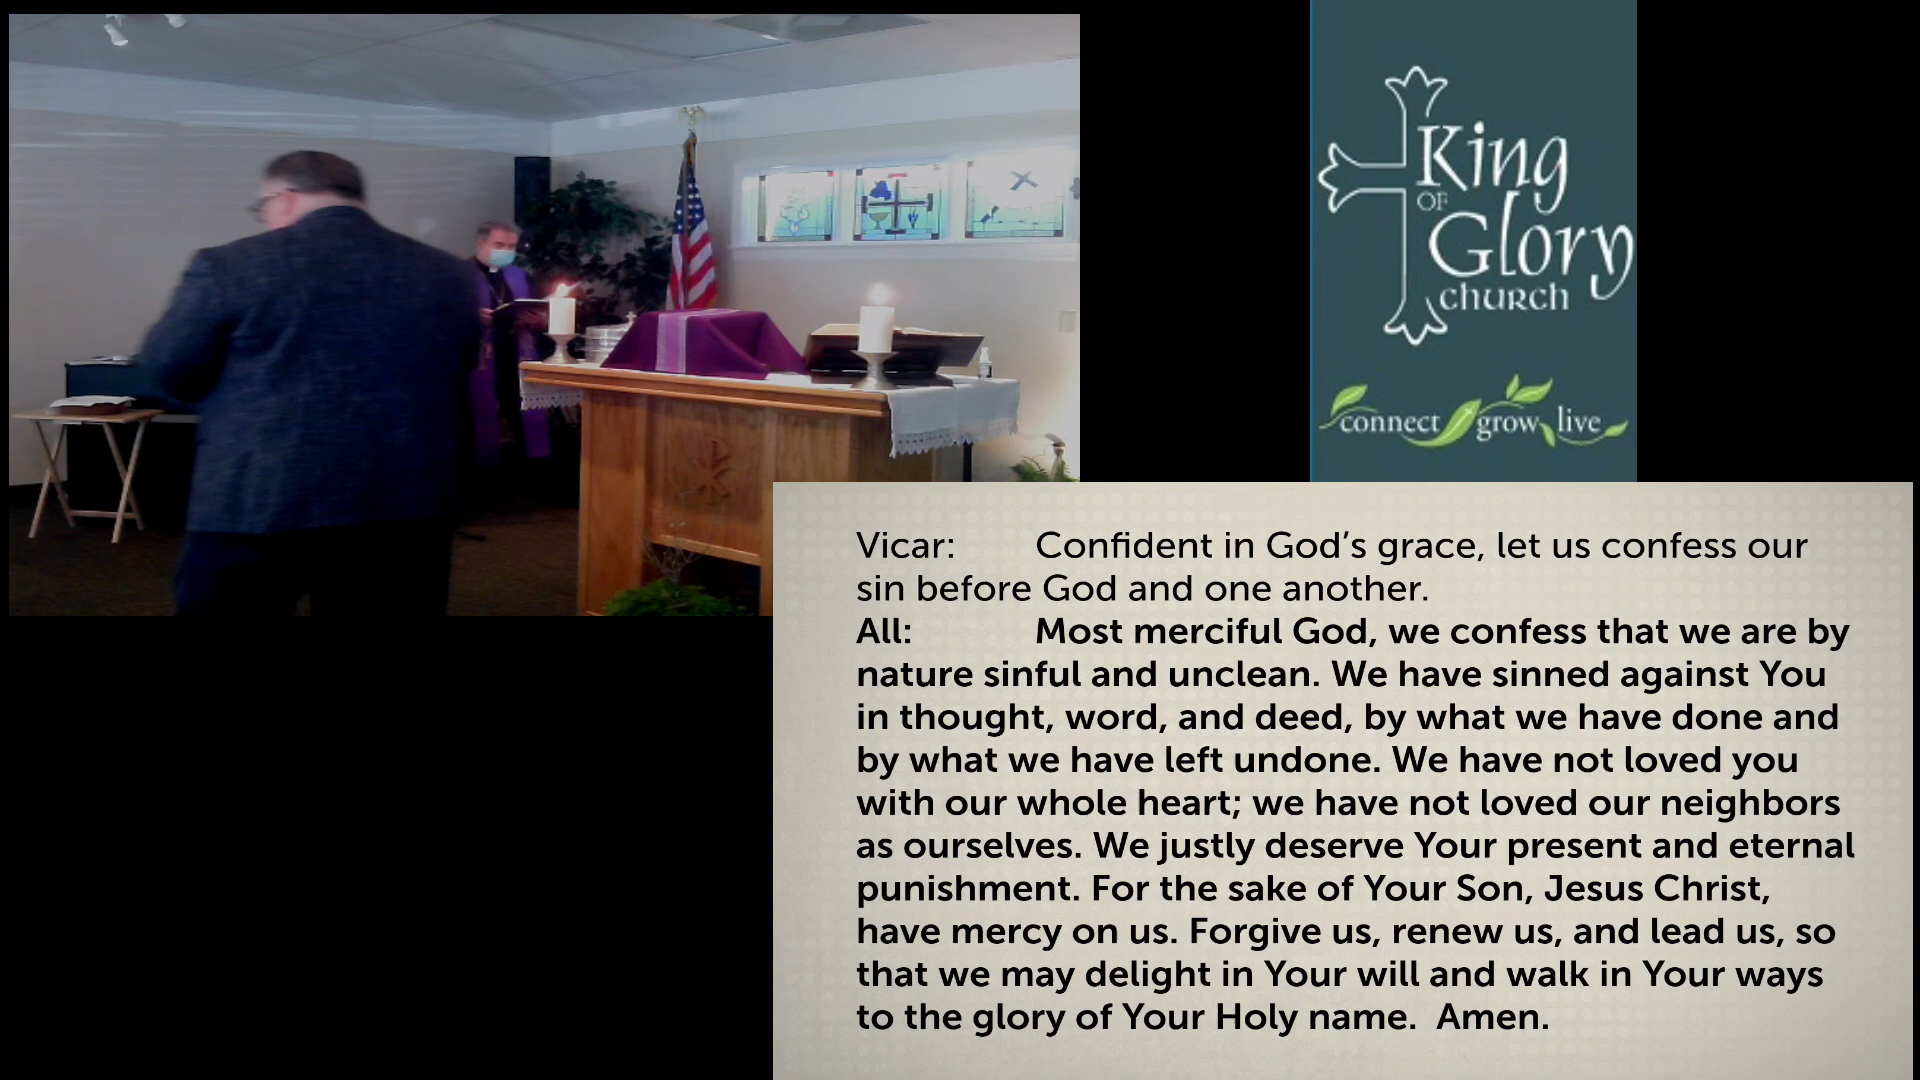 King
OF
Glory
church
connect grow live
Vicar: Confident in God’s grace, let us confess our
sin before God and one another.
All: Most merciful God, we confess that we are by
nature sinful and unclean. We have sinned against You
in thought, word, and deed, by what we have done and
by what we have left undone. We have not loved you
with our whole heart; we have not loved our neighbors
as ourselves. We justly deserve Your present and eternal
punishment. For the sake of Your Son, Jesus Christ,
have mercy on us. Forgive us, renew us, and lead us, so
that we may delight in Your will and walk in Your ways
to the glory of Your Holy name.  Amen.